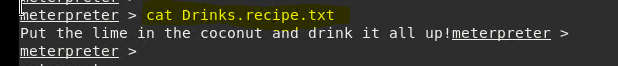 meterpreter >
meterpreter > cat Drinks.recipe.txt
Put the lime in the coconut and drink it all up!meterpreter >
meterpreter >